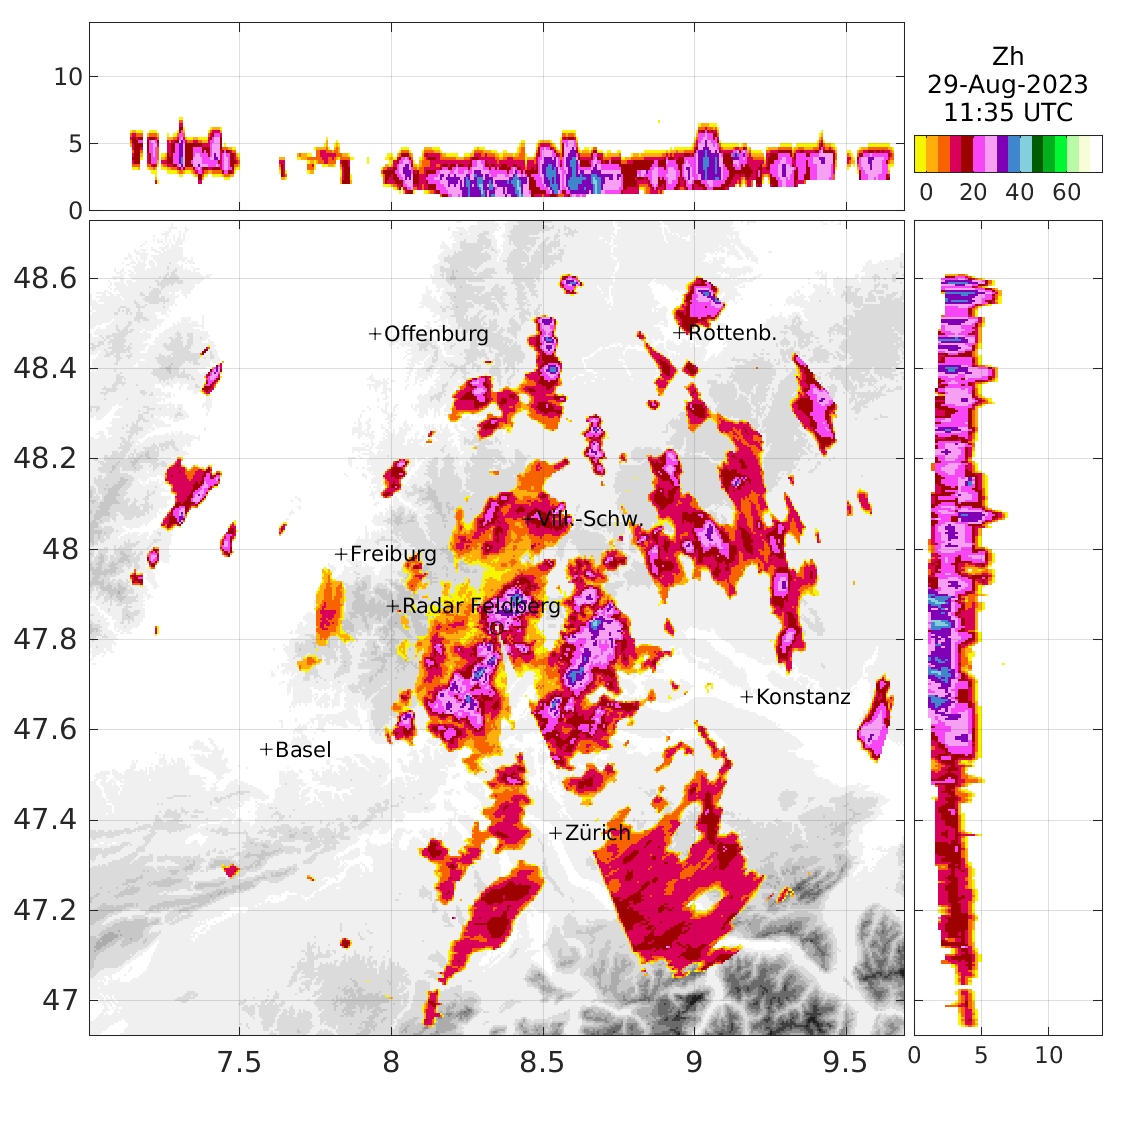 10
5
0
Zh
29-Aug-2023
11:35 UTC
0 20 40 60
48.6
48.4
48.2
48
47.8
47.6
47.4
47.2
47
+Offenburg
+Rottenb.
+Vill.-Schw.
+Freiburg
+Radar Feldberg
+Konstanz
+Basel
+Zürich
7.5 8 8.5 9 9.5
0 5 10